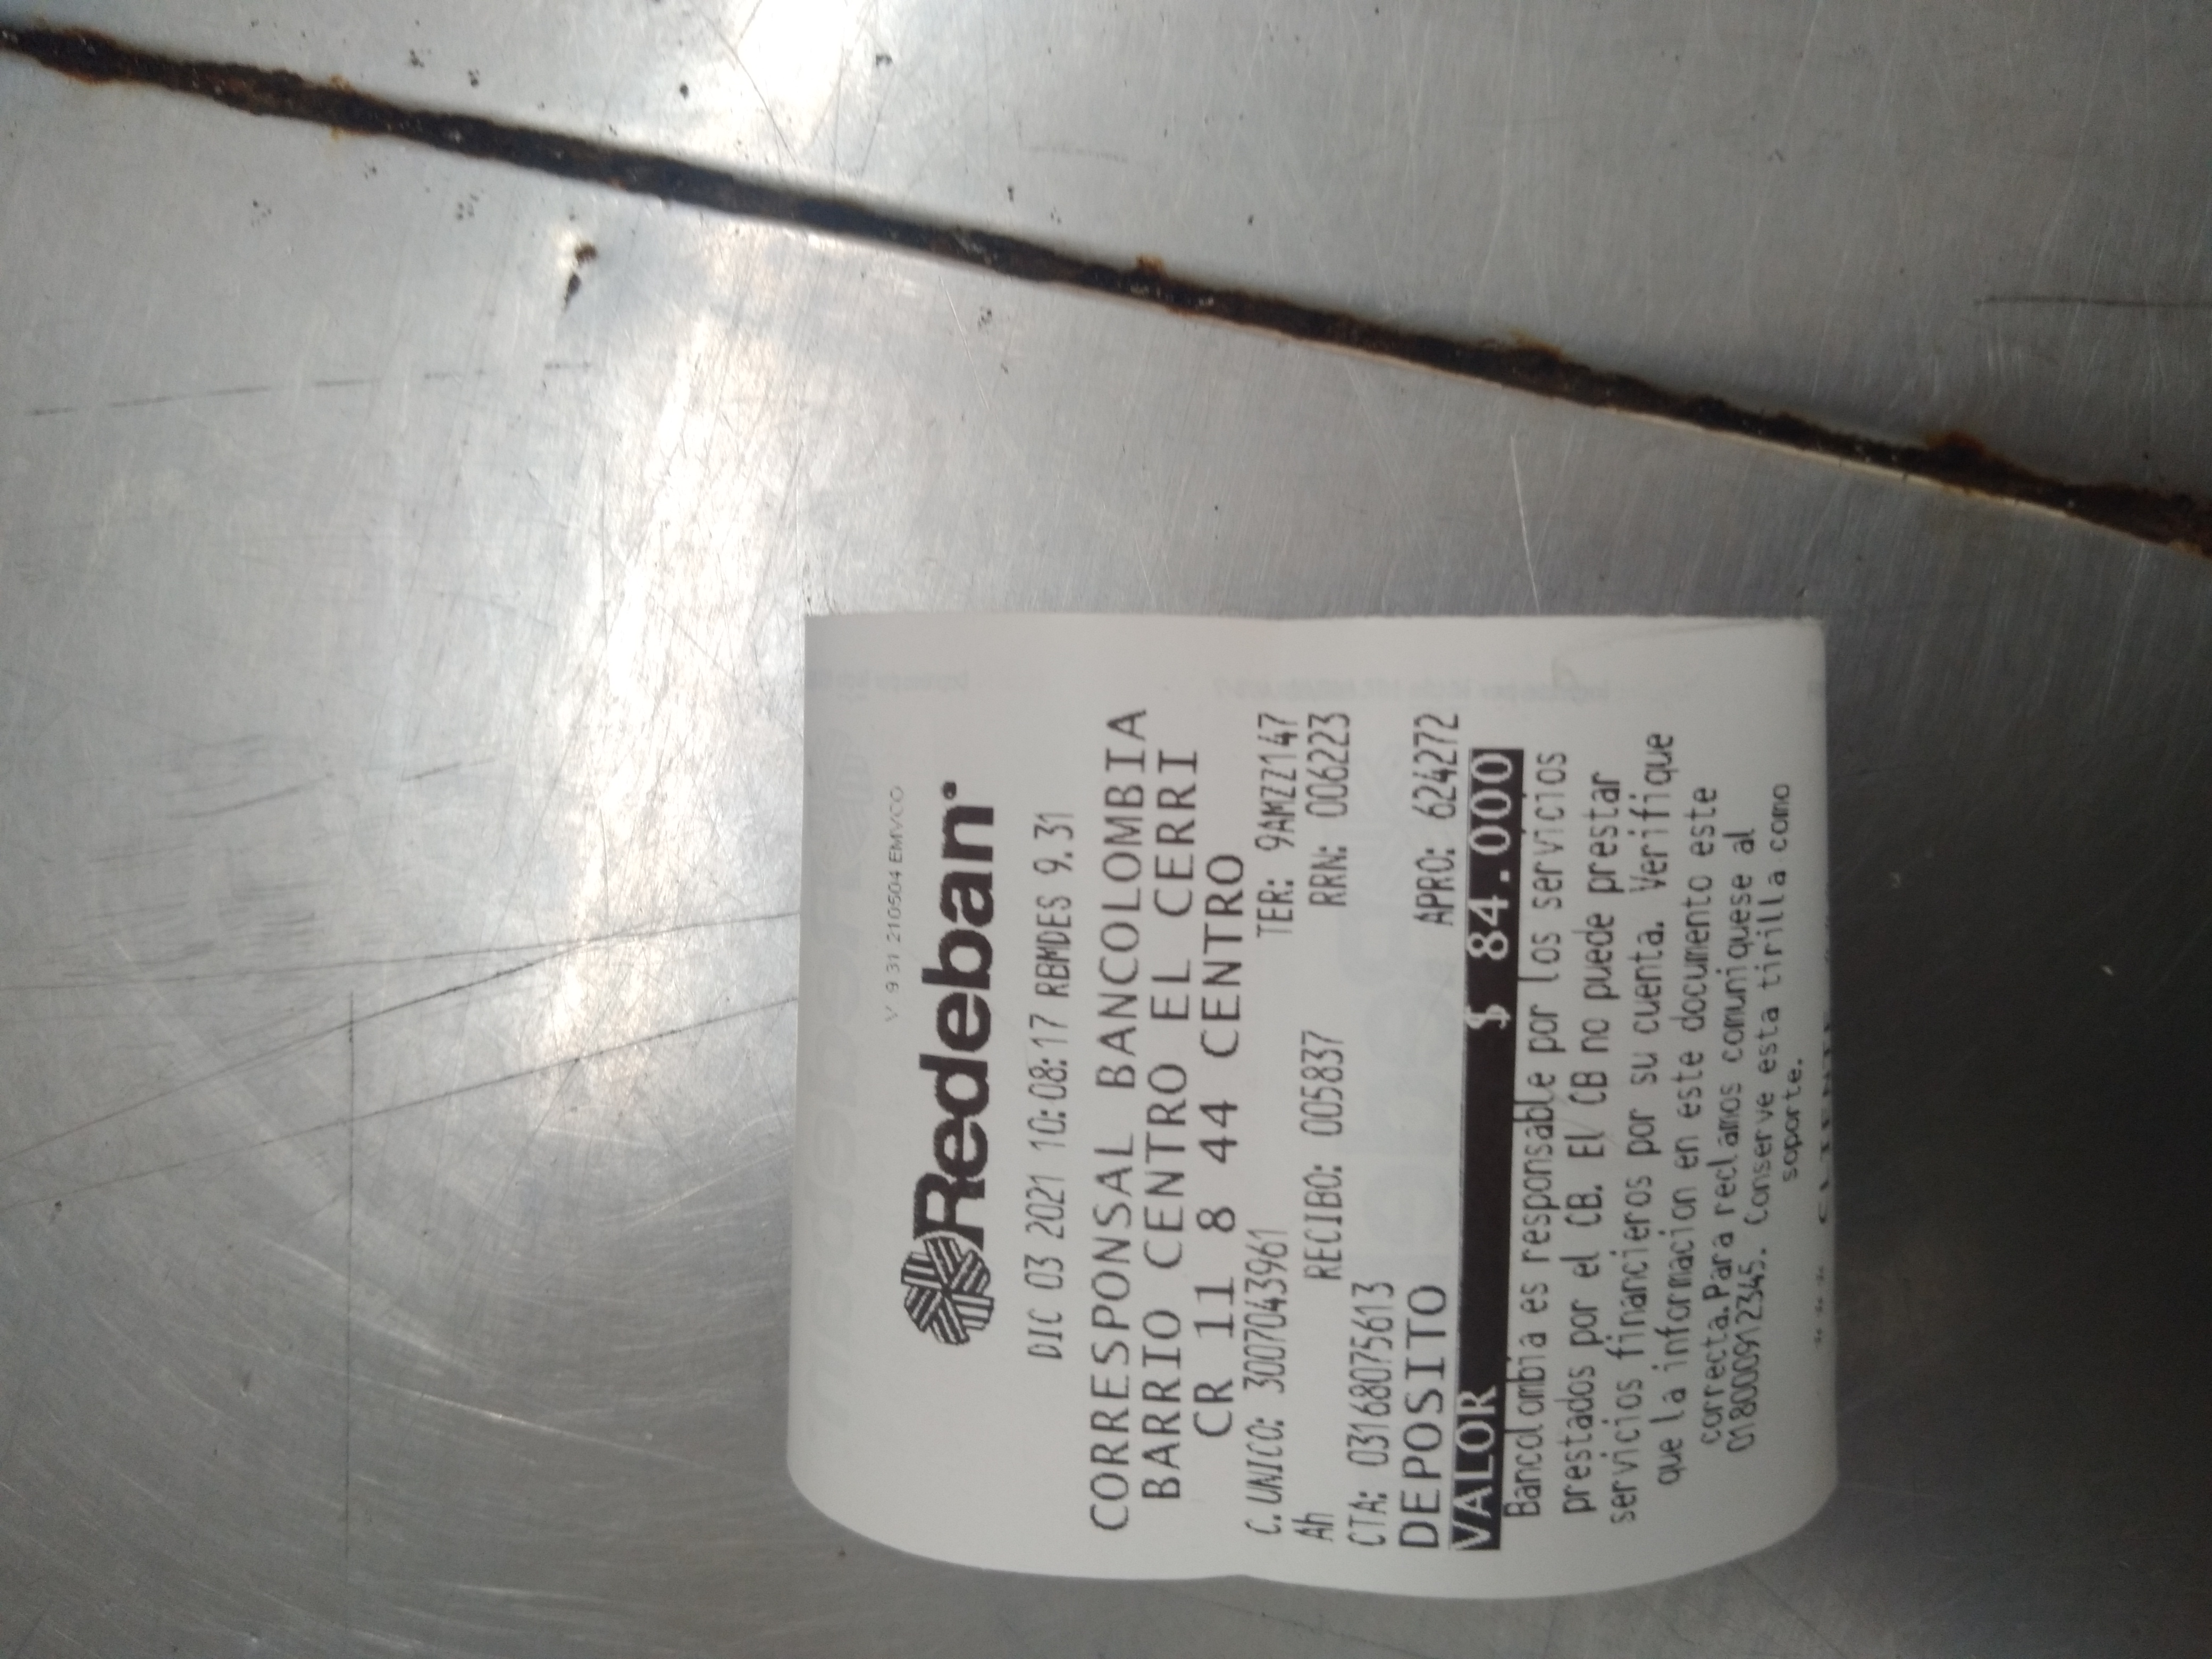 V 9 31 210504 EMVCO
Redeban
DIC 03 2021 10:08:17 RBMDES 9.31
CORRESPONSAL BANCOLOMBIA
BARRIO CENTRO EL CERRI
CR 11 8 44 CENTRO
C. UNICO: 3007043961 TER: 9AMZZ147
Ah RECIBO: 005837 RRN: 006223
CTA: 03168075613
DEPOSITO APRO: 624272
VALOR $ 84.000
Bancolombia es responsable por los servicios
prestados por el CB. El CB no puede prestar
servicios financieros por su cuenta. Verifique
que la informacion en este documento este
correcta.Para reclamos comuniquese al
018000912345. Conserve esta tirilla como
soporte.
*** CLIENTE